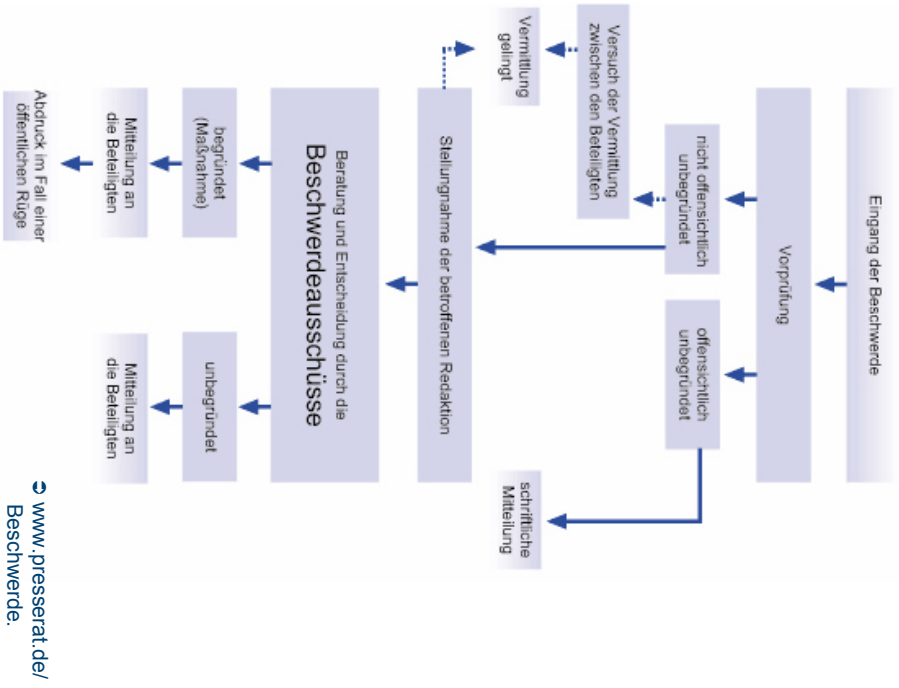 Eingang der Beschwerde
Vorprüfung
nicht offensichtlich
unbegründet
offensichtlich
unbegründet
Versuch der Vermittlung
zwischen den Beteiligten
Vermittlung
gelingt
schriftliche
Mitteilung
Stellungnahme der betroffenen Redaktion
Beratung und Entscheidung durch die
Beschwerdeausschüsse
begründet
(Maßnahme)
unbegründet
Mitteilung an
die Beteiligten
Mitteilung an
die Beteiligten
Abdruck im Fall einer
öffentlichen Rüge
➲ www.presserat.de/
Beschwerde.